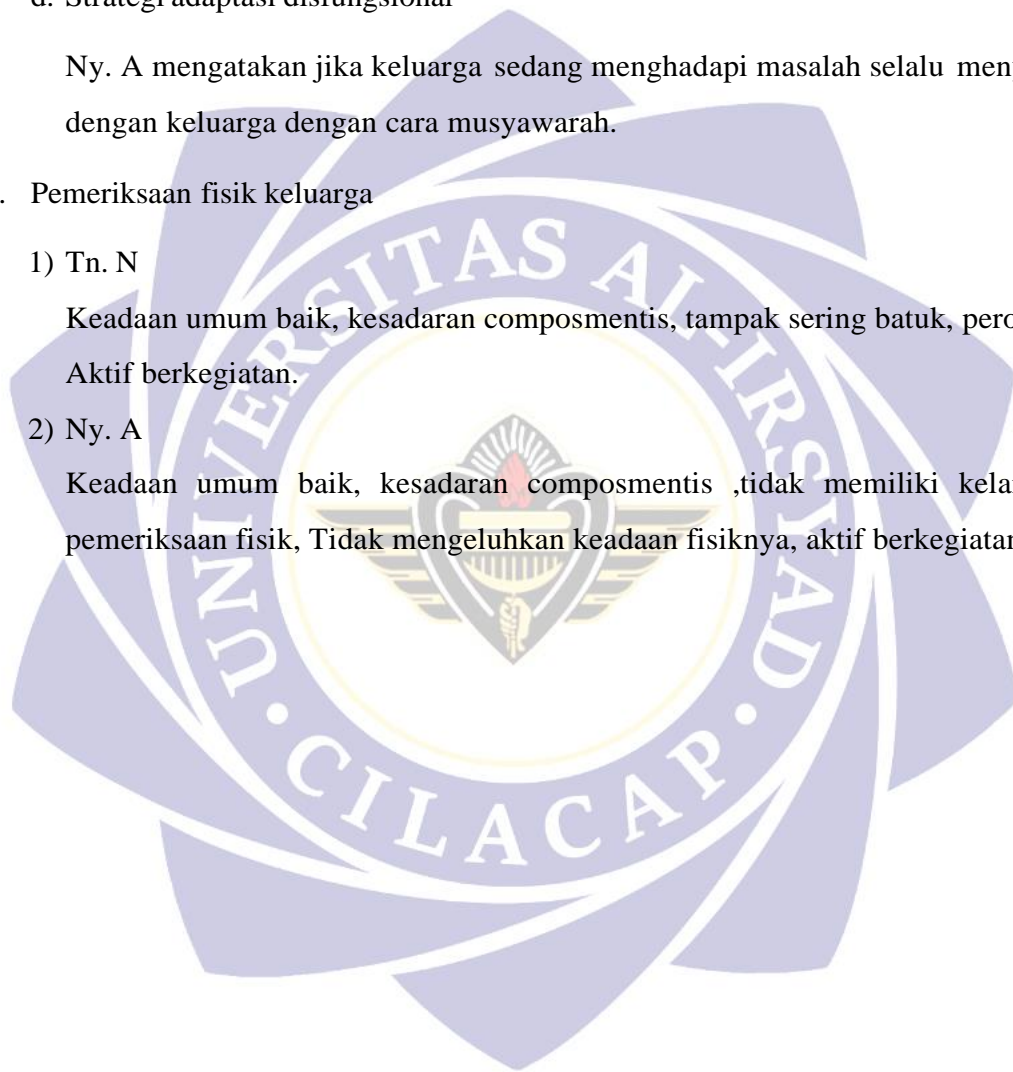 d. Strategi adaptasi disfungsional
Ny. A mengatakan jika keluarga sedang menghadapi masalah selalu
dengan keluarga dengan cara musyawarah.
. Pemeriksaan fisik keluarga
1) Tn. N
Keadaan umum baik, kesadaran composmentis, tampak sering batuk,
Aktif berkegiatan.
2) Ny. A
Keadaan umum baik, kesadaran composmentis ,tidak memiliki
pemeriksaan fisik, Tidak mengeluhkan keadaan fisiknya, aktif berkegiatan
UNIVERSITAS AL-IRSYAD
• CILACAP •